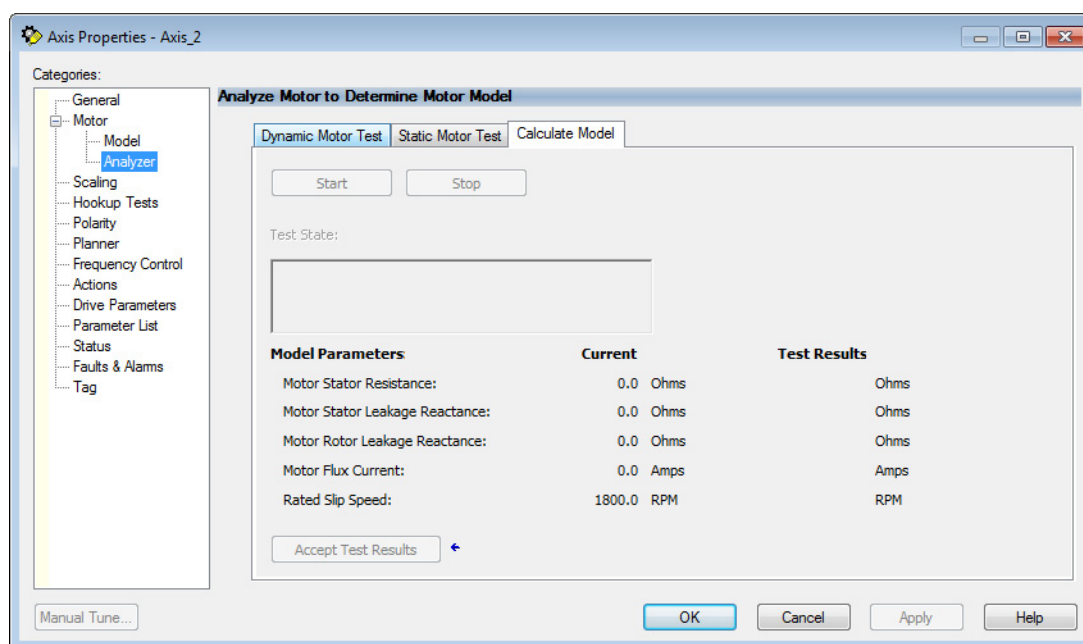 Axis Properties - Axis_2
Categories:
General
Motor
Model
Analyzer
Scaling
Hookup Tests
Polarity
Planner
Frequency Control
Actions
Drive Parameters
Parameter List
Status
Faults & Alarms
Tag
Analyze Motor to Determine Motor Model
Dynamic Motor Test Static Motor Test Calculate Model
Start Stop
Test State:
Model Parameters Current Test Results
Motor Stator Resistance: 0.0 Ohms Ohms
Motor Stator Leakage Reactance: 0.0 Ohms Ohms
Motor Rotor Leakage Reactance: 0.0 Ohms Ohms
Motor Flux Current: 0.0 Amps Amps
Rated Slip Speed: 1800.0 RPM RPM
Accept Test Results
Manual Tune... OK Cancel Apply Help